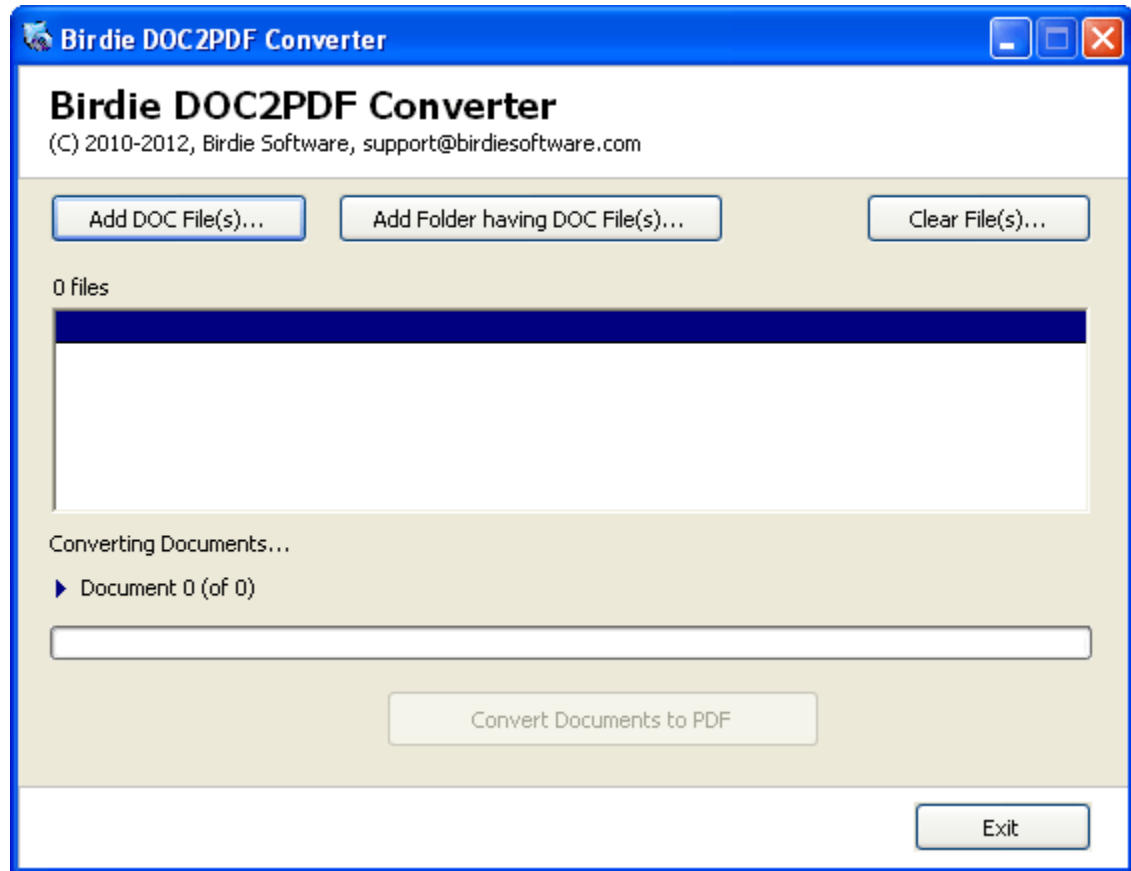 Birdie DOC2PDF Converter
Birdie DOC2PDF Converter
(C) 2010-2012, Birdie Software, support@birdiesoftware.com
Add DOC File(s)... Add Folder having DOC File(s)... Clear File(s)...
0 files
Converting Documents...
Document 0 (of 0)
Convert Documents to PDF
Exit